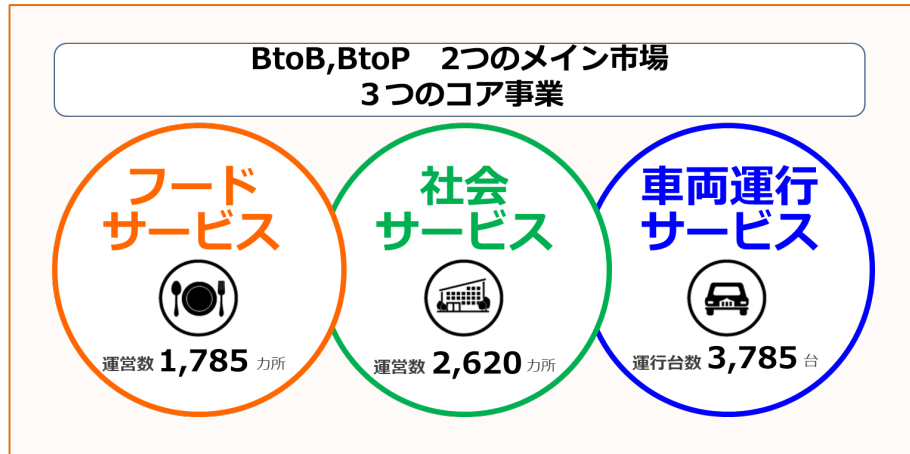 BtoB,BtoP　2つのメイン市場
３つのコア事業
フード
サービス
運営数 1,785 カ所
社会
サービス
運営数 2,620 カ所
車両運行
サービス
運行台数 3,785 台